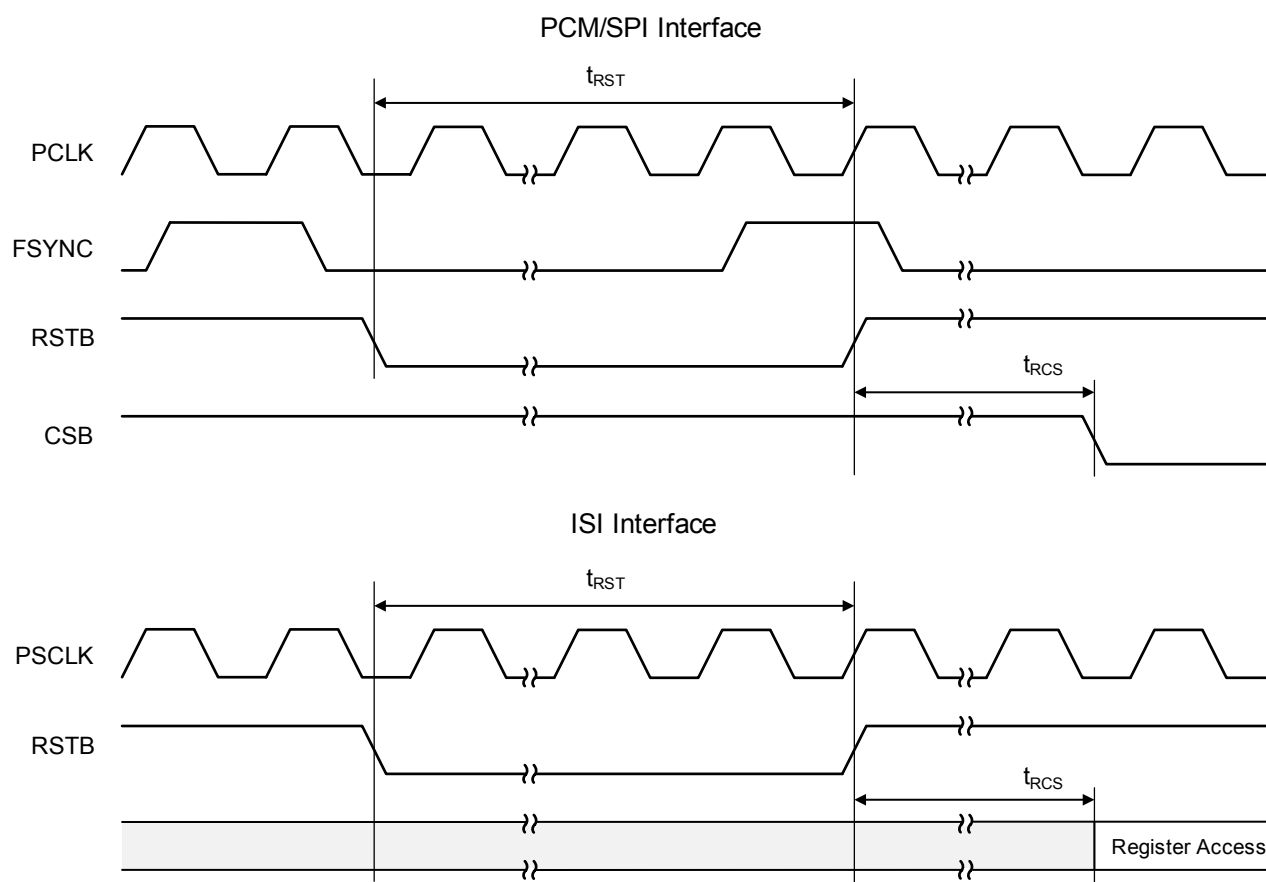 PCM/SPI Interface
tRST
PCLK
FSYNC
RSTB
tRCS
CSB
ISI Interface
tRST
PSCLK
RSTB
tRCS
Register Access